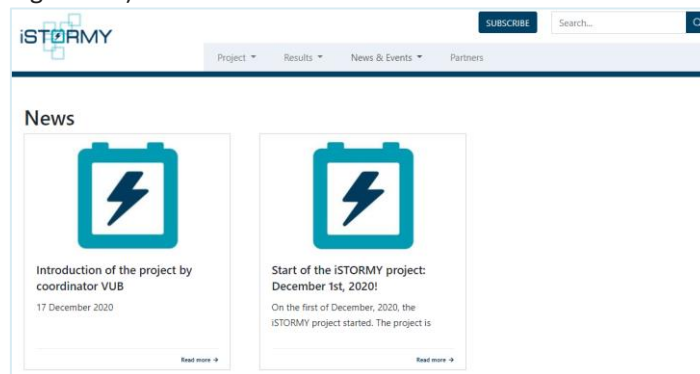 iSTORMY
SUBSCRIBE
Search...
Project
Results
News & Events
Partners
News
Introduction of the project by
coordinator VUB
17 December 2020
Read more →
Start of the iSTORMY project:
December 1st, 2020!
On the first of December, 2020, the
iSTORMY project started. The project is
Read more →